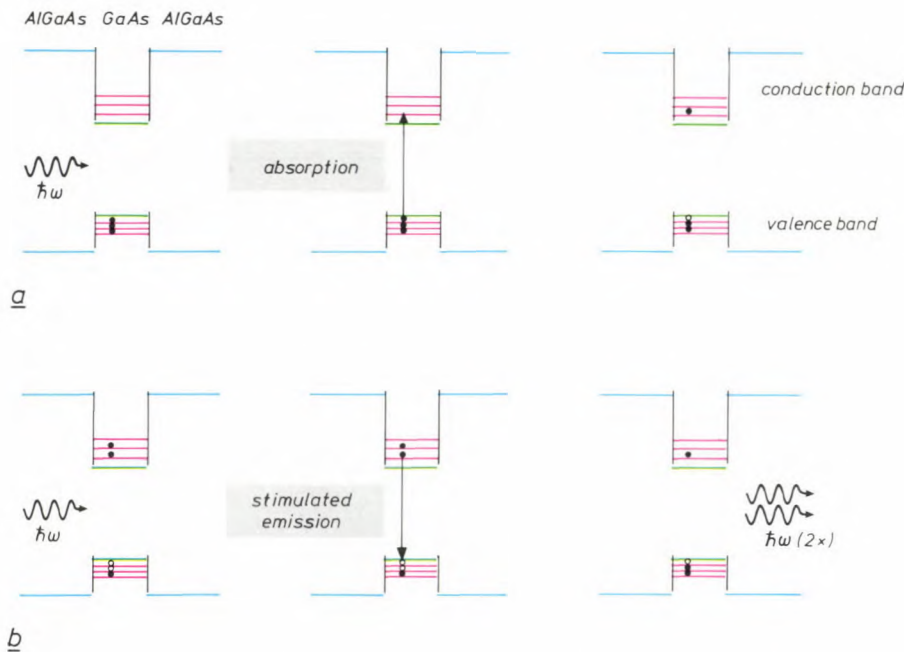 AlGaAs GaAs AlGaAs
conduction band
absorption
ħω
valence band
a
stimulated
emission
ħω
ħω (2×)
b